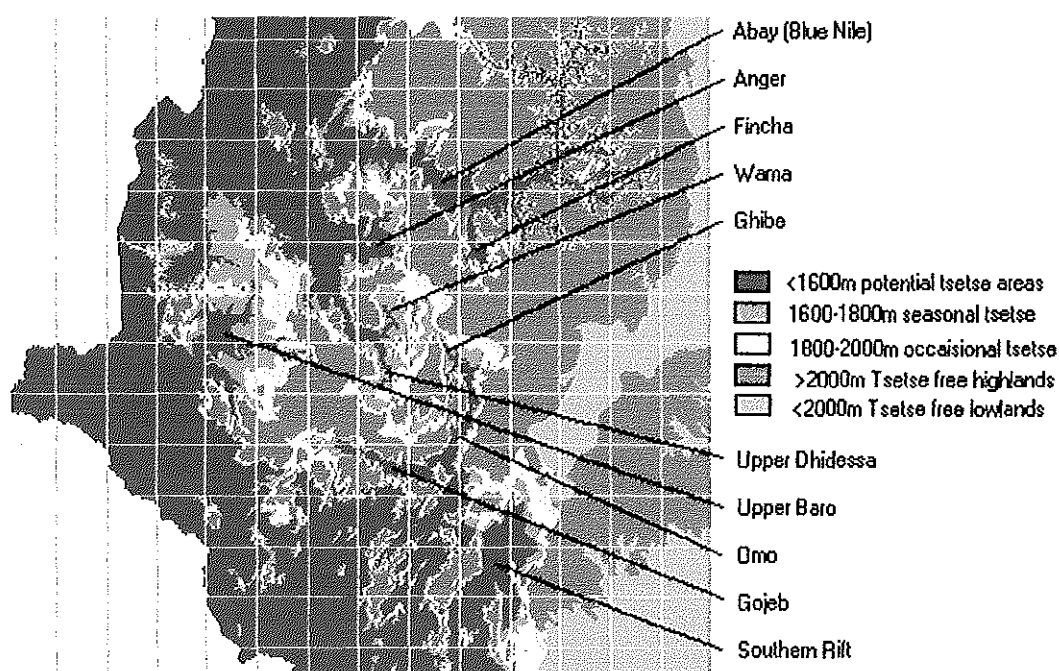 Abay (Blue Nile)
Anger
Fincha
Wama
Ghibe
<1600m potential tsetse areas
1600-1800m seasonal tsetse
1800-2000m occaisional tsetse
>2000m Tsetse free highlands
<2000m Tsetse free lowlands
Upper Dhidessa
Upper Baro
Omo
Gojeb
Southern Rift